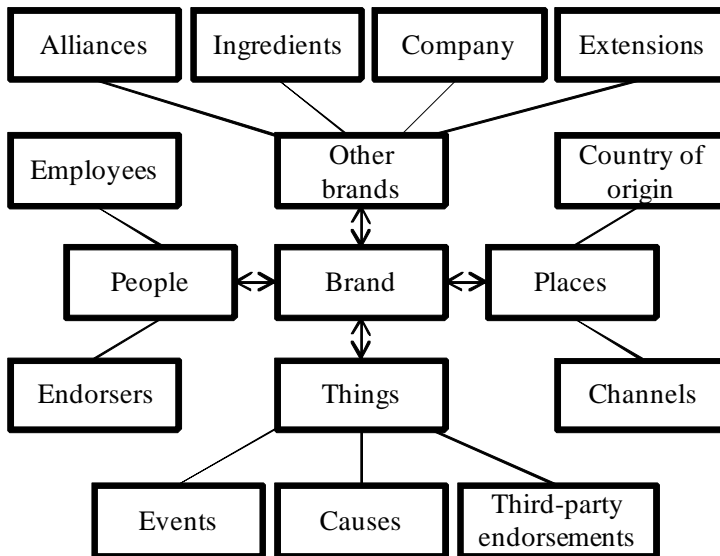 Alliances
Ingredients
Company
Extensions
Other
brands
Employees
Country of
origin
People
Brand
Places
Endorsers
Things
Channels
Events
Causes
Third-party
endorsements